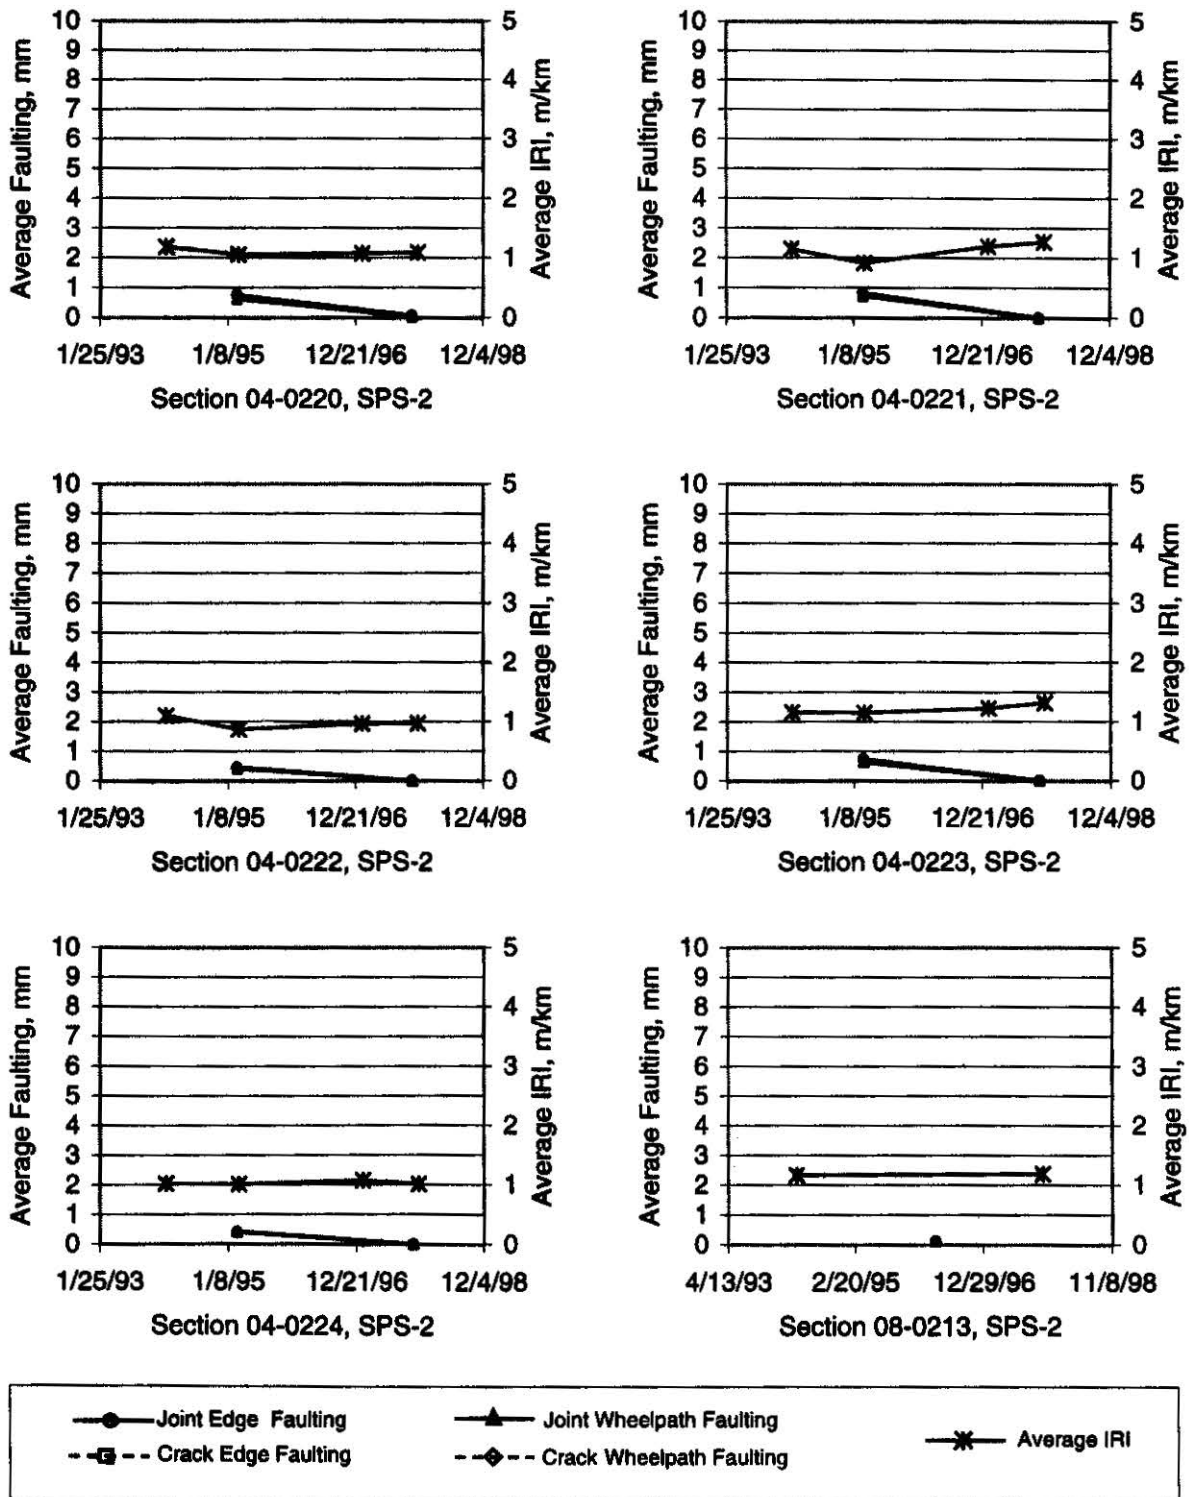 10 5 10 5
9 9
8 4 8 4
7 7
6 3 6 3
5 5
4 2 4 2
3 3
2 1 2 1
1 1
0 0 0 0
Average Faulting, mm
Average IRI, m/km
Average Faulting, mm
Average IRI, m/km
1/25/93 1/8/95 12/21/96 12/4/98 1/25/93 1/8/95 12/21/96 12/4/98
Section 04-0220, SPS-2 Section 04-0221, SPS-2
10 5 10 5
9 9
8 4 8 4
7 7
6 3 6 3
5 5
4 2 4 2
3 3
2 1 2 1
1 1
0 0 0 0
Average Faulting, mm
Average IRI, m/km
Average Faulting, mm
Average IRI, m/km
1/25/93 1/8/95 12/21/96 12/4/98 1/25/93 1/8/95 12/21/96 12/4/98
Section 04-0222, SPS-2 Section 04-0223, SPS-2
10 5 10 5
9 9
8 4 8 4
7 7
6 3 6 3
5 5
4 2 4 2
3 3
2 1 2 1
1 1
0 0 0 0
Average Faulting, mm
Average IRI, m/km
Average Faulting, mm
Average IRI, m/km
1/25/93 1/8/95 12/21/96 12/4/98 4/13/93 2/20/95 12/29/96 11/8/98
Section 04-0224, SPS-2 Section 08-0213, SPS-2
Joint Edge Faulting Joint Wheelpath Faulting
Average IRI
Crack Edge Faulting Crack Wheelpath Faulting